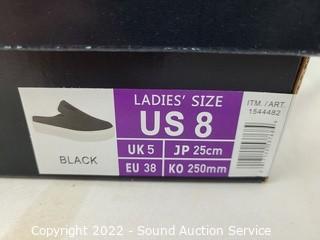 LADIES' SIZE
US 8
UK 5
JP 25cm
EU 38
KO 250mm
BLACK
ITM. / ART.
1544482
Copyright - 2022 - Sound Auction Service